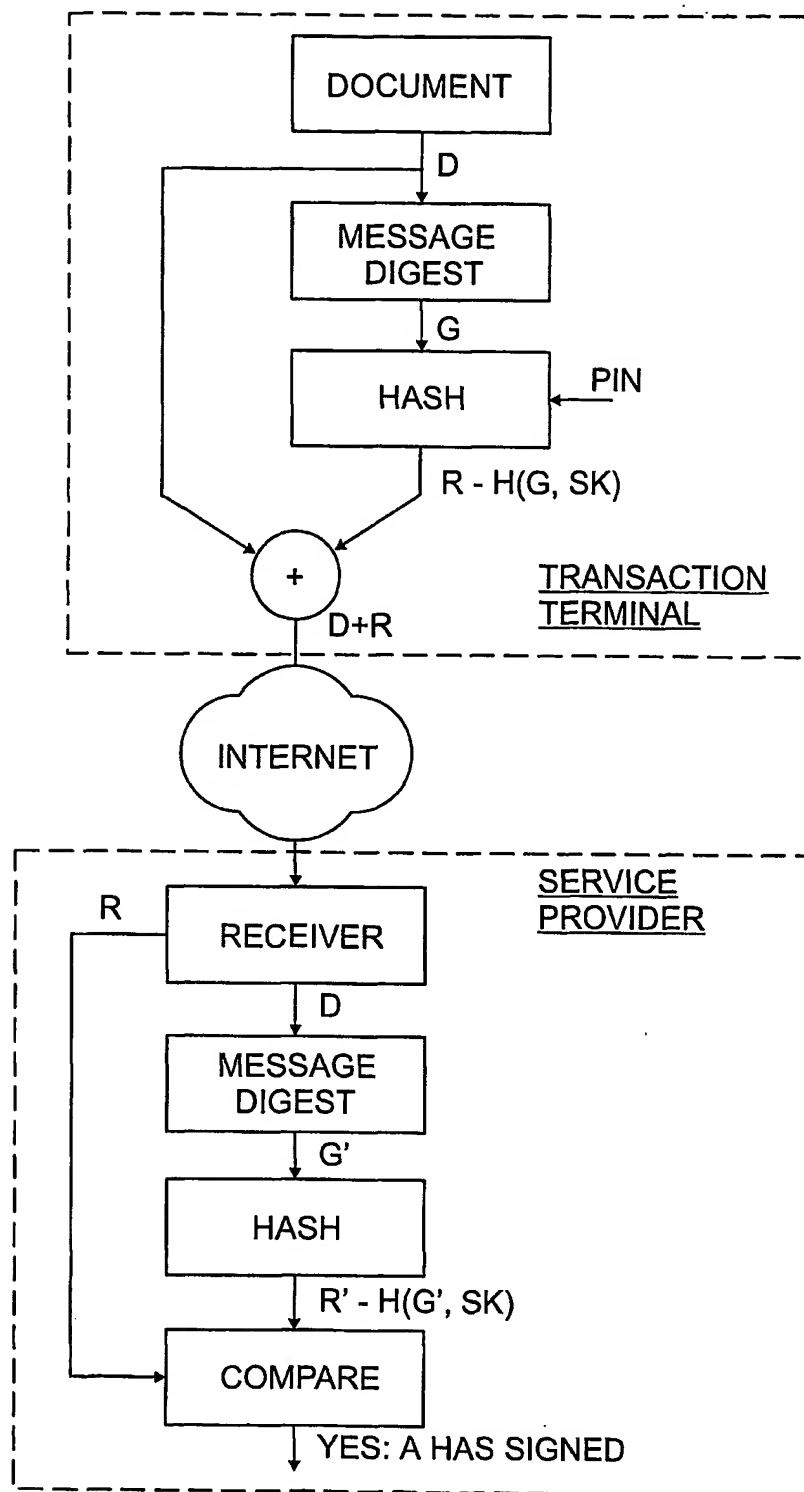 DOCUMENT
D
MESSAGE
DIGEST
G
HASH
PIN
R - H(G, SK)
+
D+R
TRANSACTION
TERMINAL
INTERNET
SERVICE
PROVIDER
R
RECEIVER
D
MESSAGE
DIGEST
G'
HASH
R' - H(G', SK)
COMPARE
YES: A HAS SIGNED